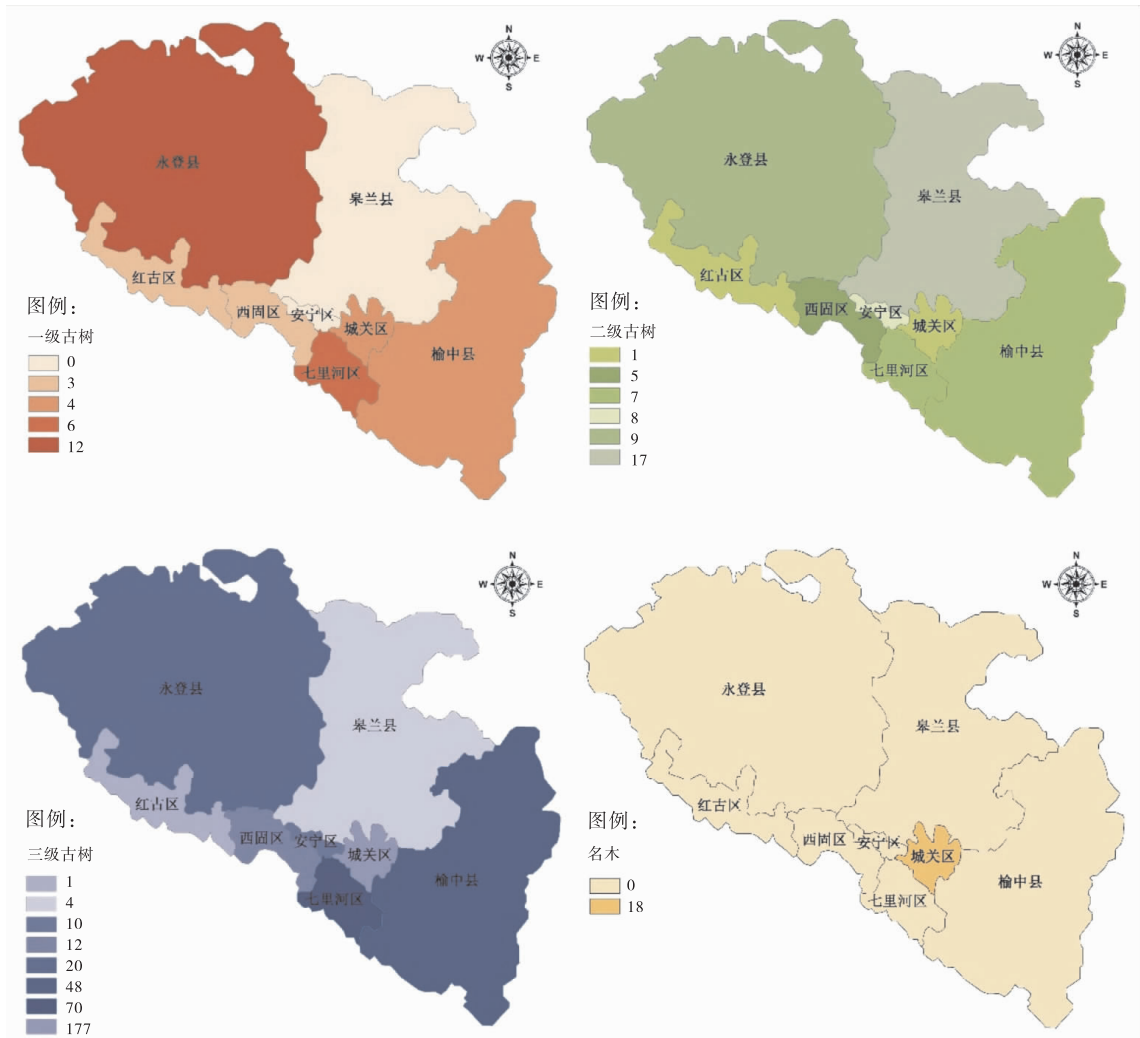 N
W
E
S
永登县
皋兰县
红古区
西固区
安宁区
城关区
七里河区
榆中县
图例：
一级古树
0
3
4
6
12
N
W
E
S
永登县
皋兰县
红古区
西固区
安宁区
城关区
七里河区
榆中县
图例：
二级古树
1
5
7
8
9
17
N
W
E
S
永登县
皋兰县
红古区
西固区
安宁区
城关区
七里河区
榆中县
图例：
三级古树
1
4
10
12
20
48
70
177
N
W
E
S
永登县
皋兰县
红古区
西固区
安宁区
城关区
七里河区
榆中县
图例：
名木
0
18